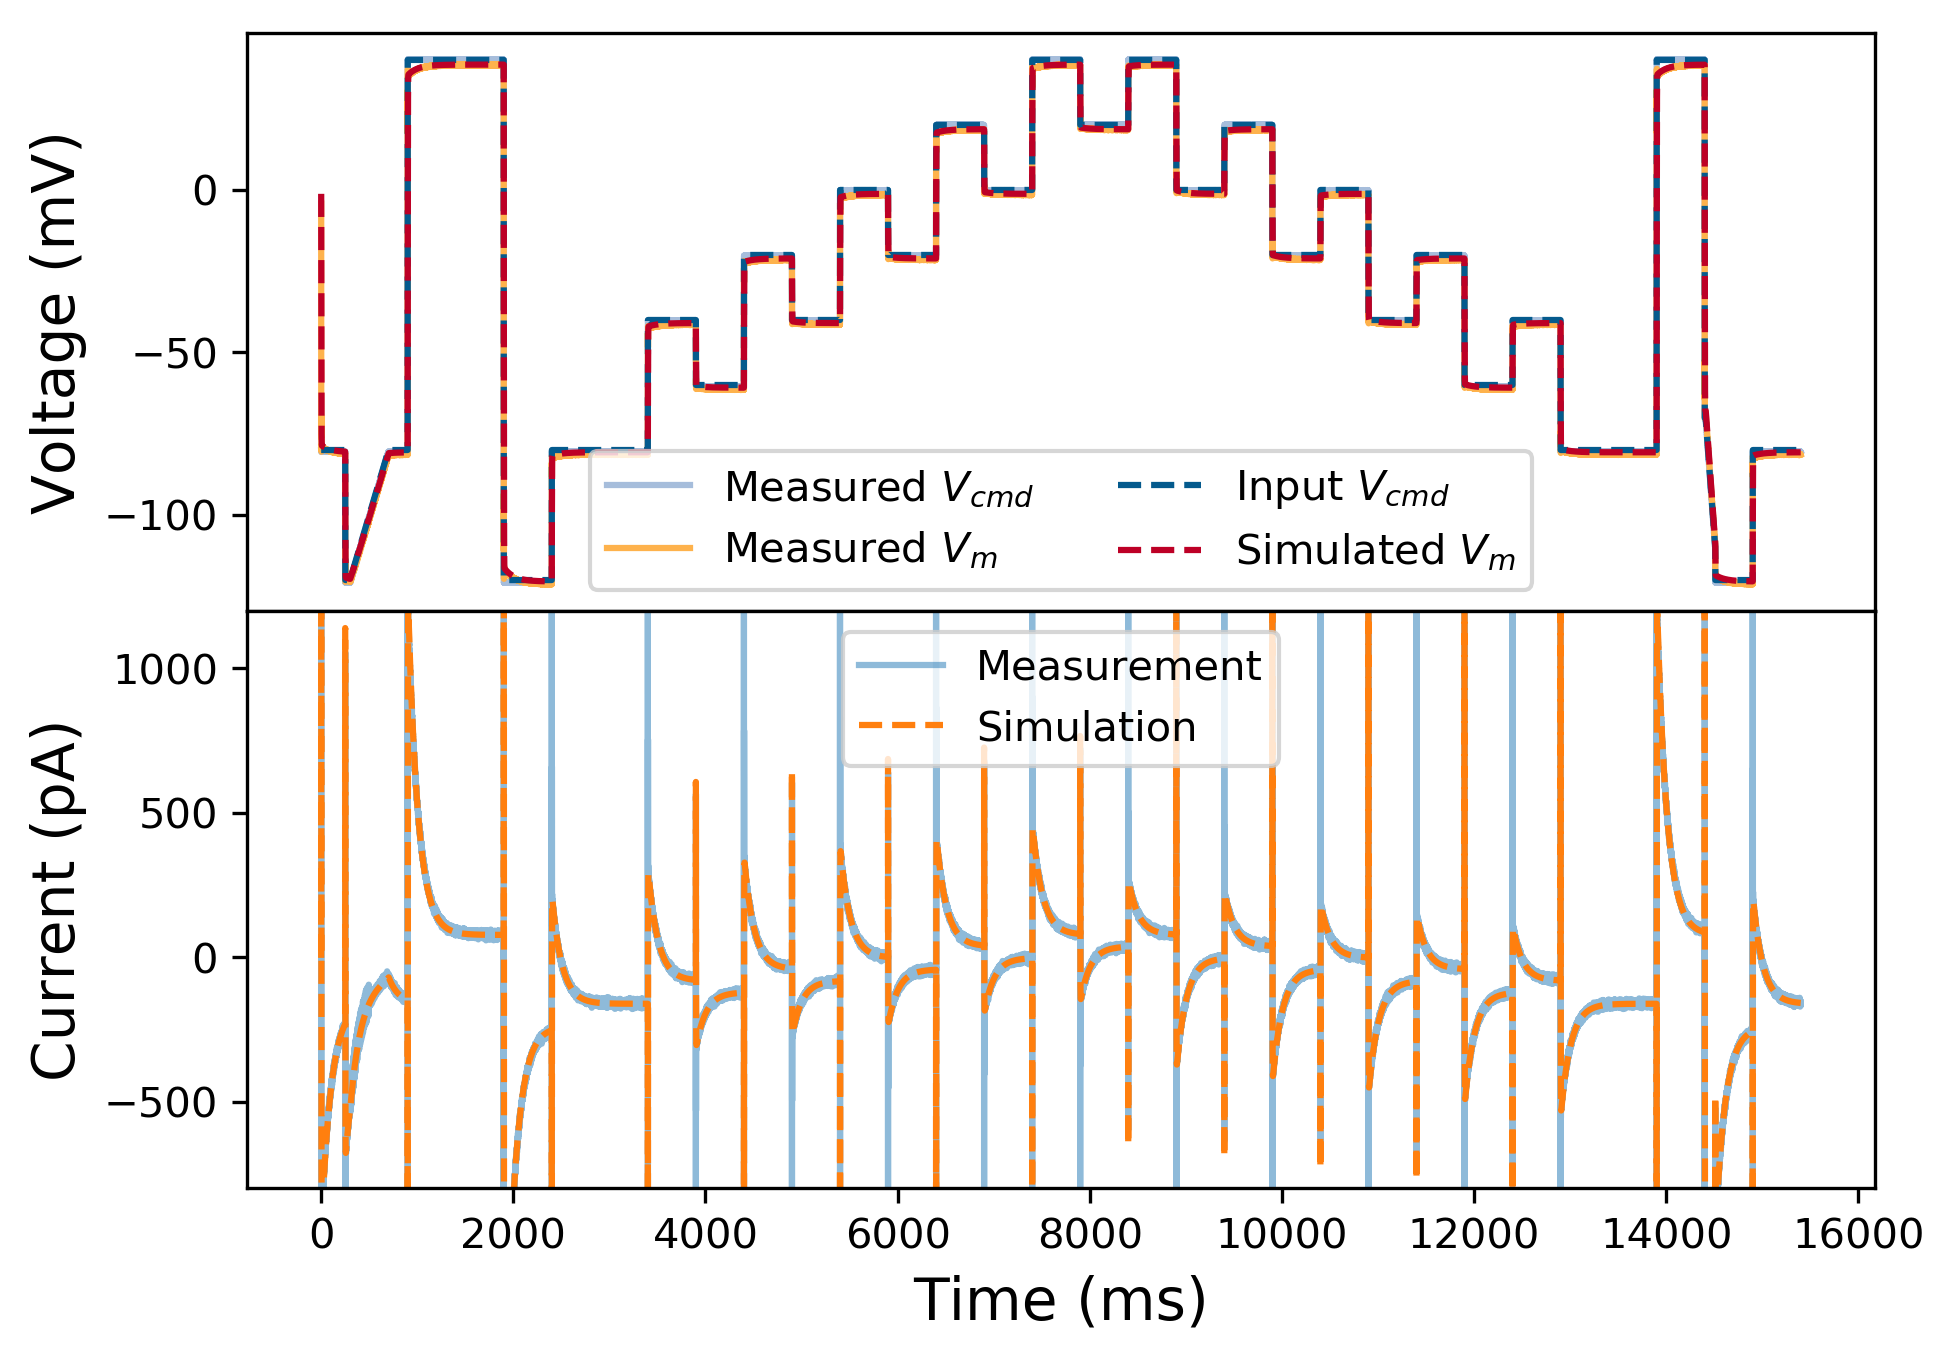 Voltage (mV)
0
−50
−100
Measured V_cmd
Measured V_m
Input V_cmd
Simulated V_m
Current (pA)
1000
500
0
−500
Measurement
Simulation
0 2000 4000 6000 8000 10000 12000 14000 16000
Time (ms)